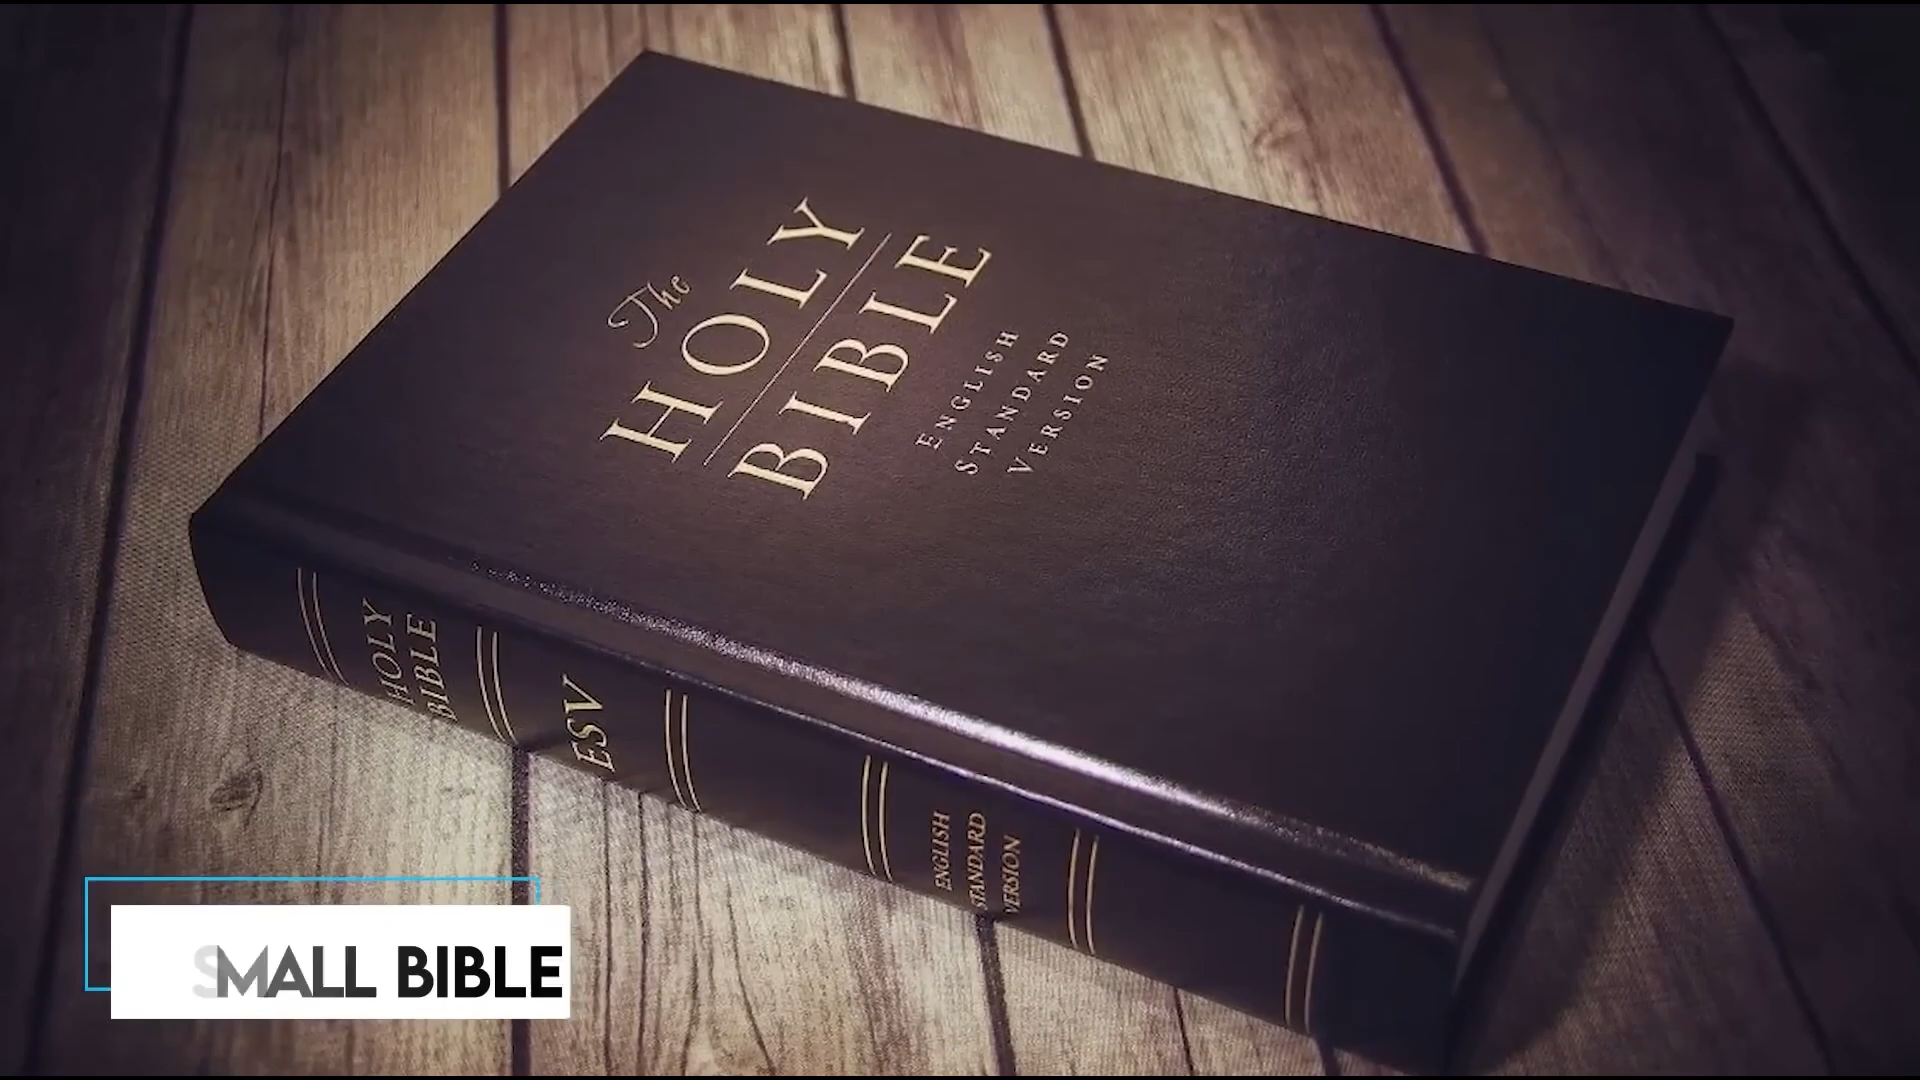 The
HOLY
BIBLE
ENGLISH
STANDARD
VERSION
HOLY
BIBLE
ESV
ENGLISH
STANDARD
VERSION
SMALL BIBLE